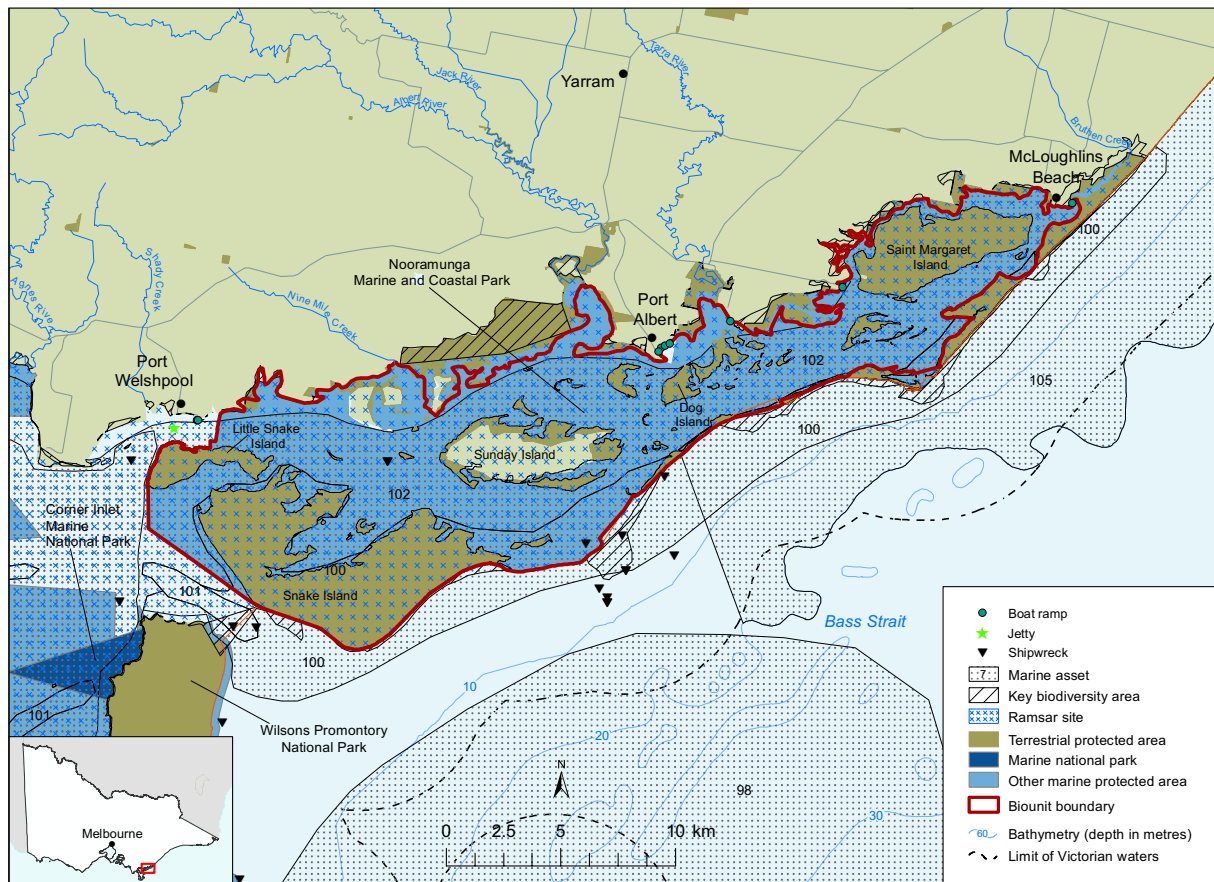 Yarram
Jack River
Tarra River
Albert River
Bruthen Creek
McLoughlins
Beach
100
Saint Margaret
Island
Nooramunga
Marine and Coastal Park
Shady Creek
Agnes River
Nine Mile Creek
Port
Albert
Port
Welshpool
102
105
Dog
Island
100
Little Snake
Island
Sunday Island
102
Corner Inlet
Marine
National Park
100
101
Snake Island
Bass Strait
100
10
101
Wilsons Promontory
National Park
20
98
30
N
0 2.5 5 10 km
Melbourne
Boat ramp
Jetty
Shipwreck
7 Marine asset
Key biodiversity area
Ramsar site
Terrestrial protected area
Marine national park
Other marine protected area
Biounit boundary
60 Bathymetry (depth in metres)
Limit of Victorian waters